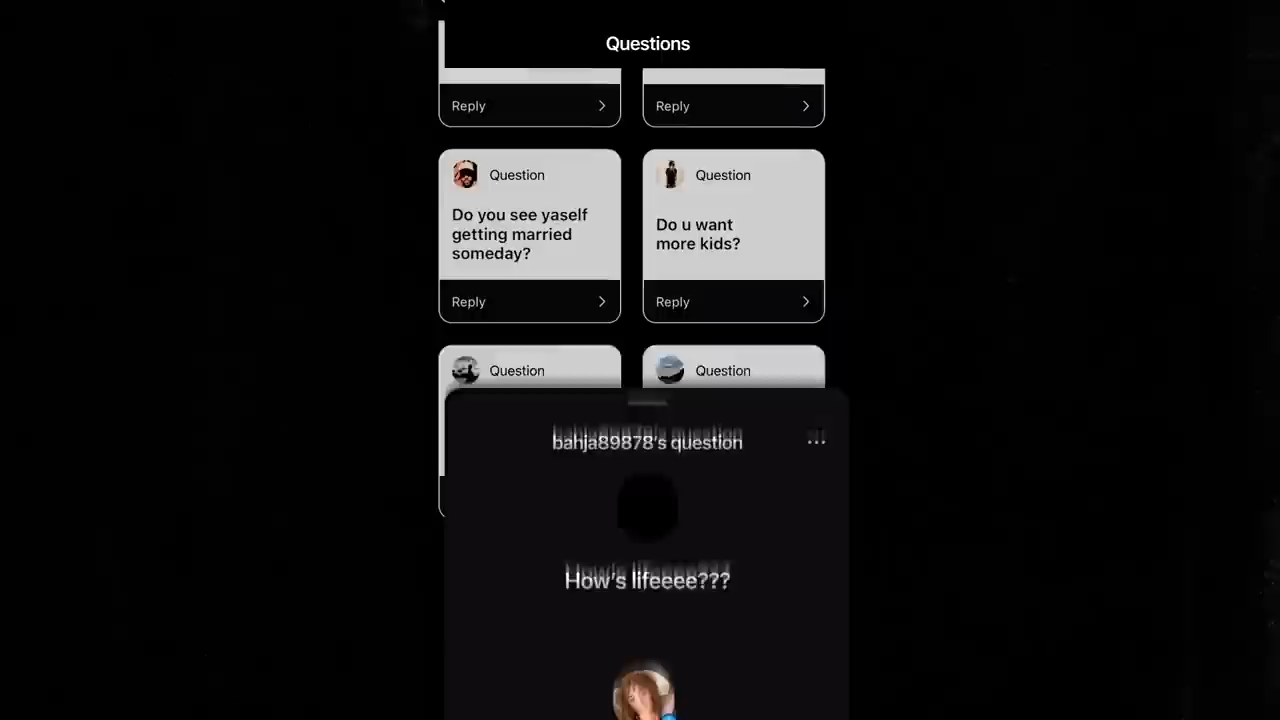 Questions
Reply
Reply
Question
Do you see yaself
getting married
someday?
Reply
Question
Do u want
more kids?
Reply
Question
Question
bahja89878's question
How's lifeeee???